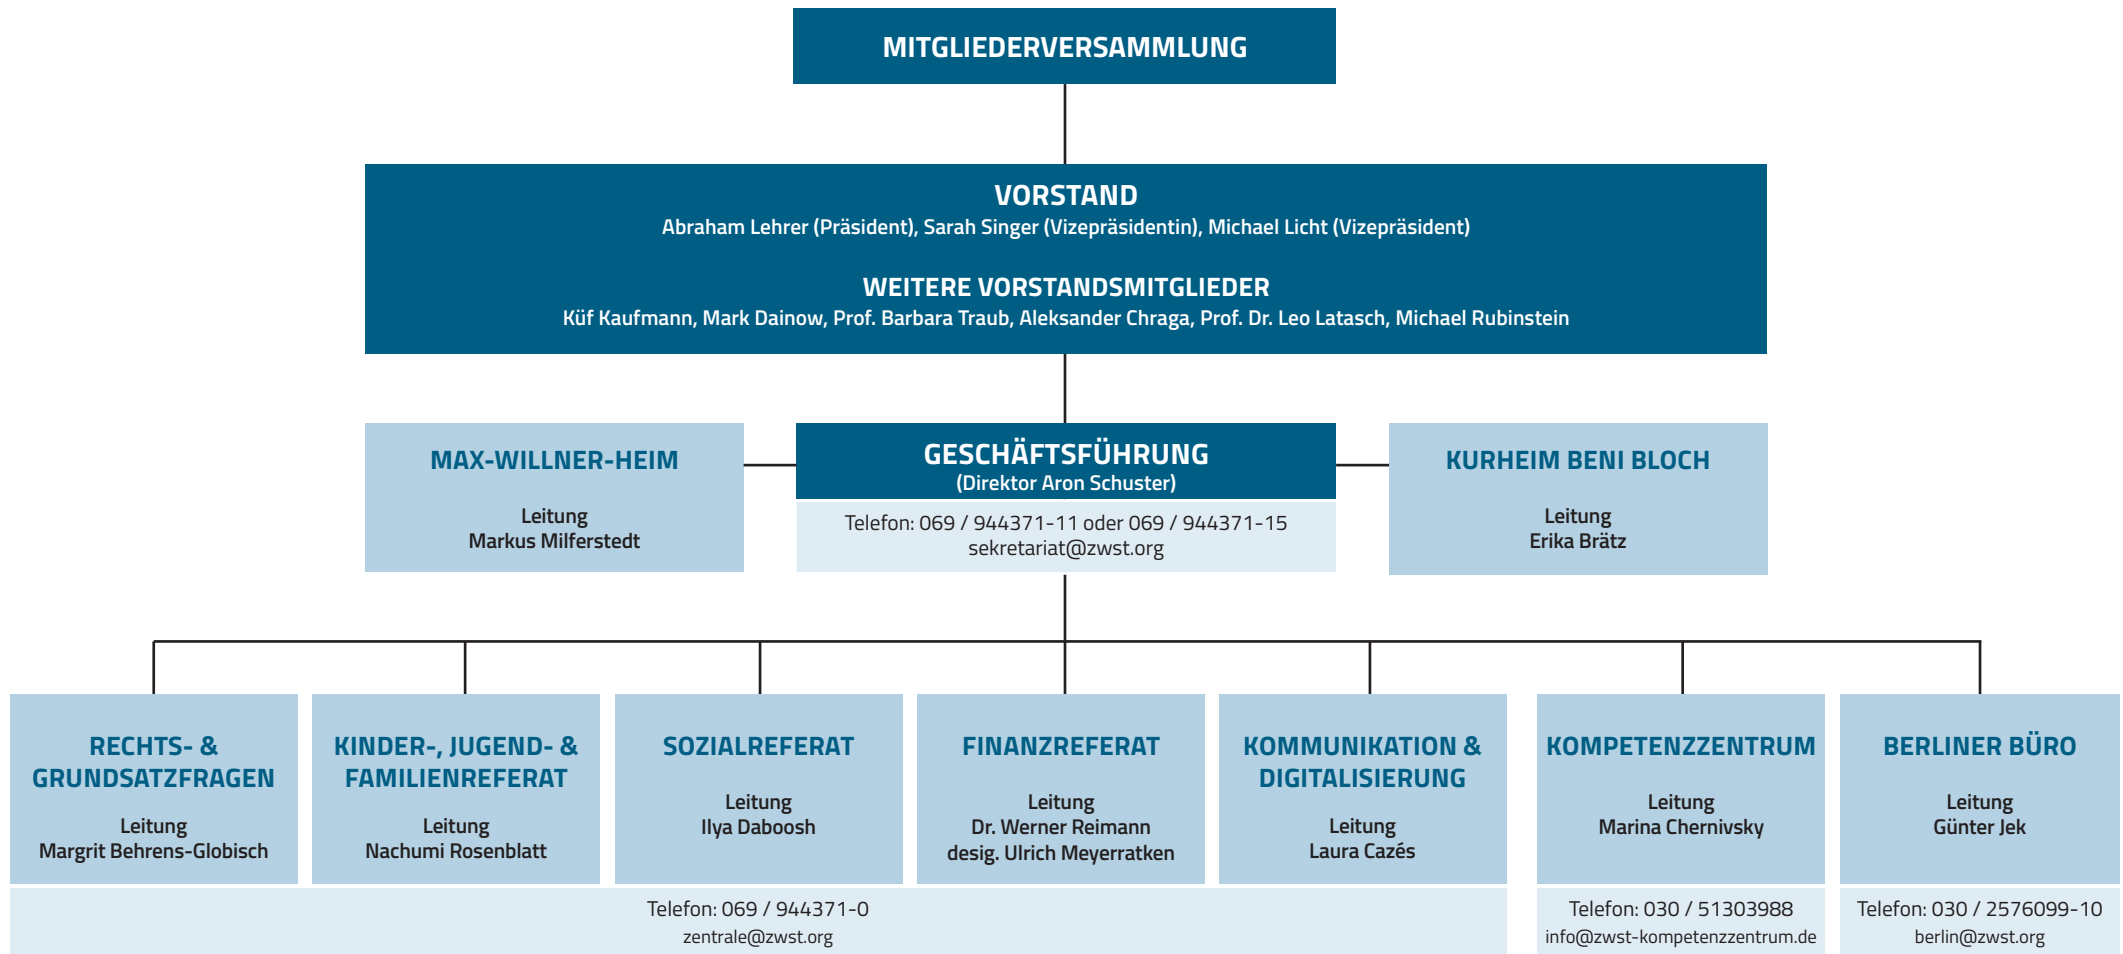 MITGLIEDERVERSAMMLUNG
VORSTAND
Abraham Lehrer (Präsident), Sarah Singer (Vizepräsidentin), Michael Licht (Vizepräsident)
WEITERE VORSTANDSMITGLIEDER
Küf Kaufmann, Mark Dainow, Prof. Barbara Traub, Aleksander Chraga, Prof. Dr. Leo Latasch, Michael Rubinstein
MAX-WILLNER-HEIM
Leitung
Markus Milferstedt
GESCHÄFTSFÜHRUNG
(Direktor Aron Schuster)
Telefon: 069 / 944371-11 oder 069 / 944371-15
sekretariat@zwst.org
KURHEIM BENI BLOCH
Leitung
Erika Brätz
RECHTS- &
GRUNDSATZFRAGEN
Leitung
Margrit Behrens-Globisch
KINDER-, JUGEND- &
FAMILIENREFERAT
Leitung
Nachumi Rosenblatt
SOZIALREFERAT
Leitung
Ilya Daboosh
FINANZREFERAT
Leitung
Dr. Werner Reimann
desig. Ulrich Meyerratken
KOMMUNIKATION &
DIGITALISIERUNG
Leitung
Laura Cazés
KOMPETENZZENTRUM
Leitung
Marina Chernivsky
BERLINER BÜRO
Leitung
Günter Jek
Telefon: 069 / 944371-0
zentrale@zwst.org
Telefon: 030 / 51303988
info@zwst-kompetenzzentrum.de
Telefon: 030 / 2576099-10
berlin@zwst.org